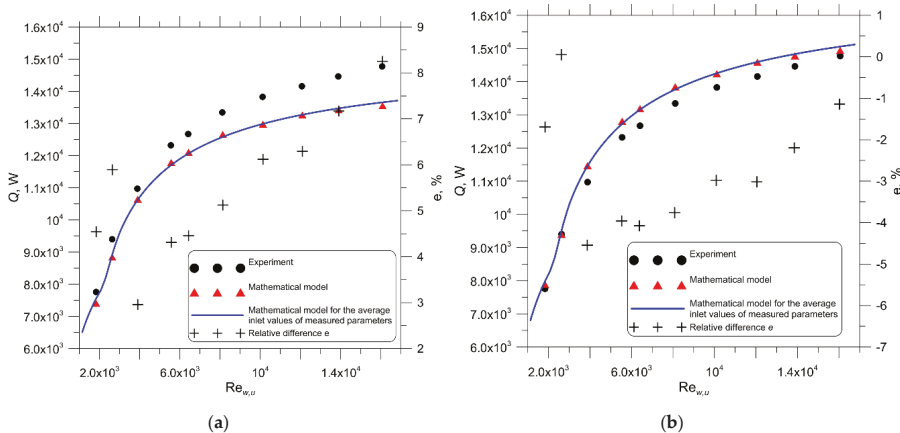 (a)
1.6x10⁴
1.5x10⁴
1.4x10⁴
1.3x10⁴
1.2x10⁴
1.1x10⁴
10⁴
9.0x10³
8.0x10³
7.0x10³
6.0x10³
Q, W
9
8
7
6
5
4
3
2
e, %
Experiment
Mathematical model
Mathematical model for the average
inlet values of measured parameters
Relative difference e
2.0x10³ 6.0x10³ 10⁴ 1.4x10⁴
Re_w,u
(a)
(b)
1.6x10⁴
1.5x10⁴
1.4x10⁴
1.3x10⁴
1.2x10⁴
1.1x10⁴
10⁴
9.0x10³
8.0x10³
7.0x10³
6.0x10³
Q, W
1
0
-1
-2
-3
-4
-5
-6
-7
e, %
Experiment
Mathematical model
Mathematical model for the average
inlet values of measured parameters
Relative difference e
2.0x10³ 6.0x10³ 10⁴ 1.4x10⁴
Re_w,u
(b)